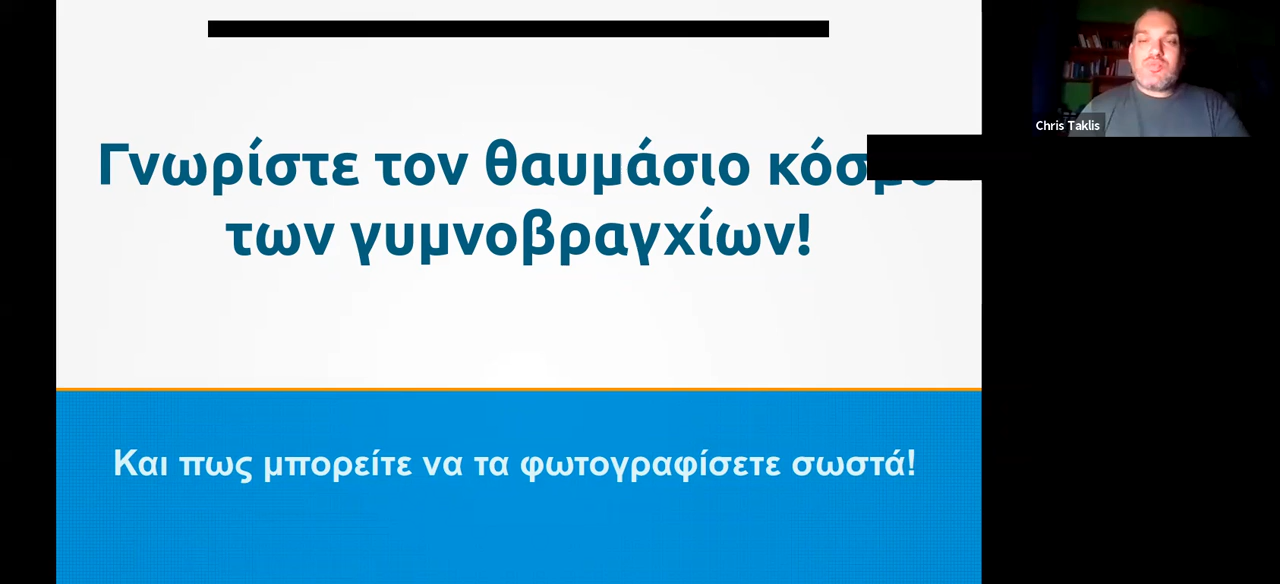 Γνωρίστε τον θαυμάσιο
των γυμνοβραγχίων!
Και πως μπορείτε να τα φωτογραφίσετε σωστά!
Chris Taklis